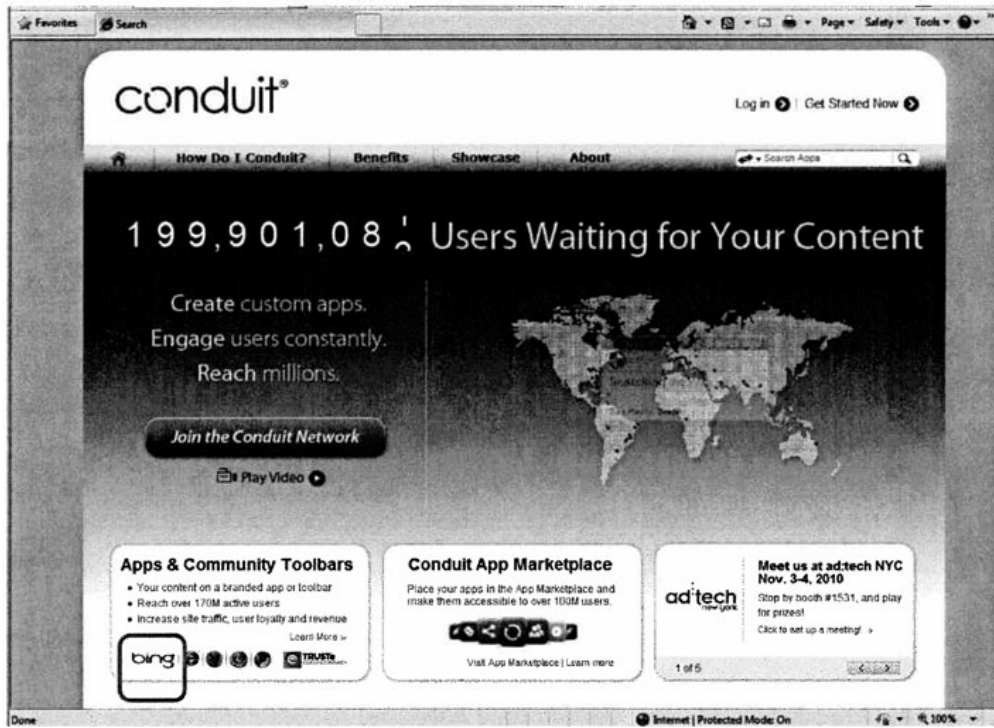 Favorites Search Page Safety Tools
conduit®
Log in | Get Started Now
How Do I Conduit? Benefits Showcase About Search Apps
199,901,08 Users Waiting for Your Content
Create custom apps.
Engage users constantly.
Reach millions.
Join the Conduit Network
Play Video
Apps & Community Toolbars
• Your content on a branded app or toolbar
• Reach over 170M active users
• Increase site traffic, user loyalty and revenue
Learn More »
bing TRUSTe
Conduit App Marketplace
Place your apps in the App Marketplace and
make them accessible to over 100M users.
Visit App Marketplace | Learn more
ad:tech
new york
Meet us at ad:tech NYC
Nov. 3-4, 2010
Stop by booth #1531, and play
for prizes!
Click to set up a meeting! >
1 of 5
Done Internet | Protected Mode: On 100%